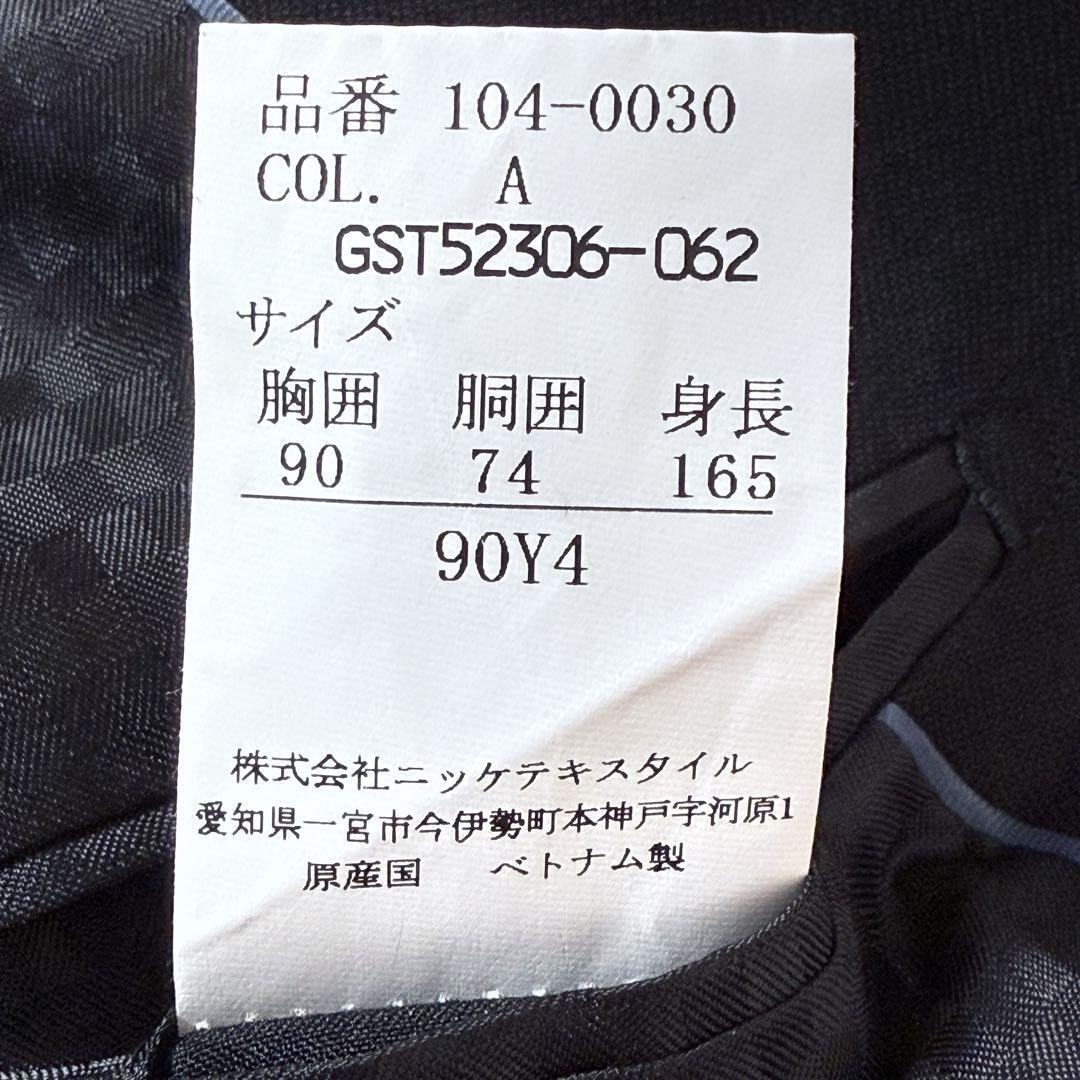 品番 104-0030
COL. A
GST52306-062
サイズ
胸囲 胴囲 身長
90 74 165
90Y4
株式会社ニッケテキスタイル
愛知県一宮市今伊勢町本神戸字河原1
原産国 ベトナム製